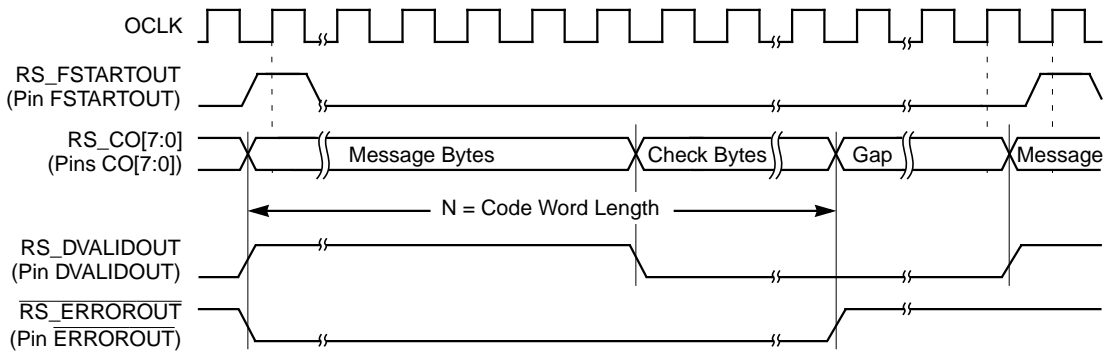 OCLK
RS_FSTARTOUT
(Pin FSTARTOUT)
RS_CO[7:0]
(Pins CO[7:0])
Message Bytes
Check Bytes
Gap
Message
N = Code Word Length
RS_DVALIDOUT
(Pin DVALIDOUT)
RS_ERROROUT
(Pin ERROROUT)